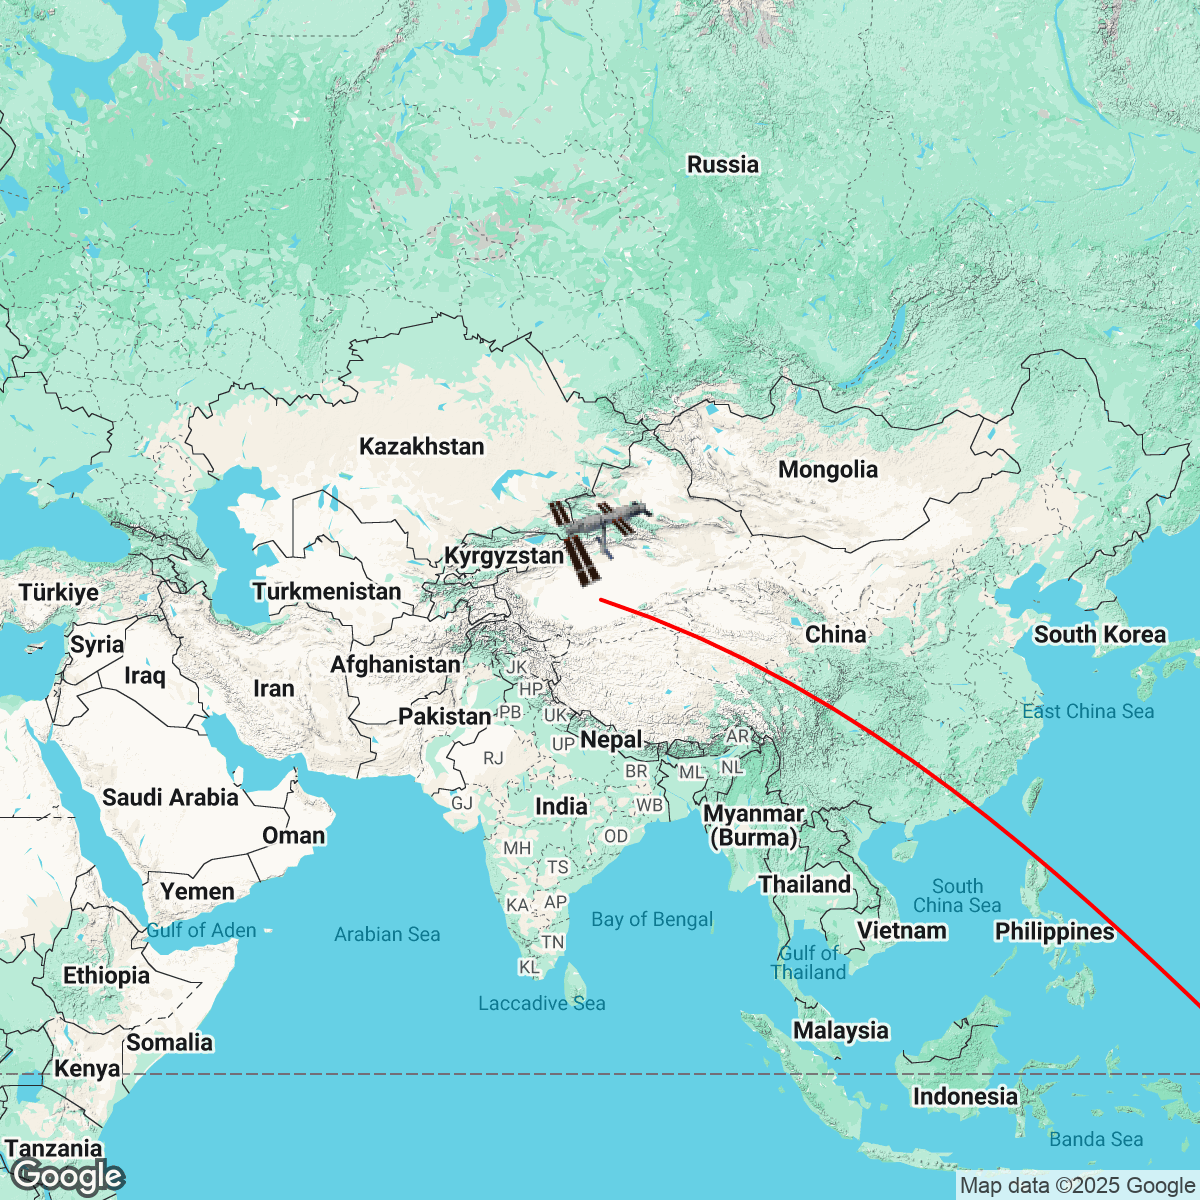 Russia
Kazakhstan
Mongolia
Kyrgyzstan
Türkiye
Turkmenistan
China
South Korea
Syria
Afghanistan
JK
Iraq
Iran
HP
Pakistan
PB
UK
East China Sea
Nepal
AR
UP
RJ
BR
ML
NL
Saudi Arabia
GJ
India
WB
Myanmar
(Burma)
Oman
OD
MH
TS
Thailand
Yemen
South
China Sea
KA
AP
Gulf of Aden
Arabian Sea
Bay of Bengal
Vietnam
Philippines
TN
Gulf of
Thailand
KL
Ethiopia
Laccadive Sea
Somalia
Malaysia
Kenya
Indonesia
Banda Sea
Tanzania
Google
Map data ©2025 Google